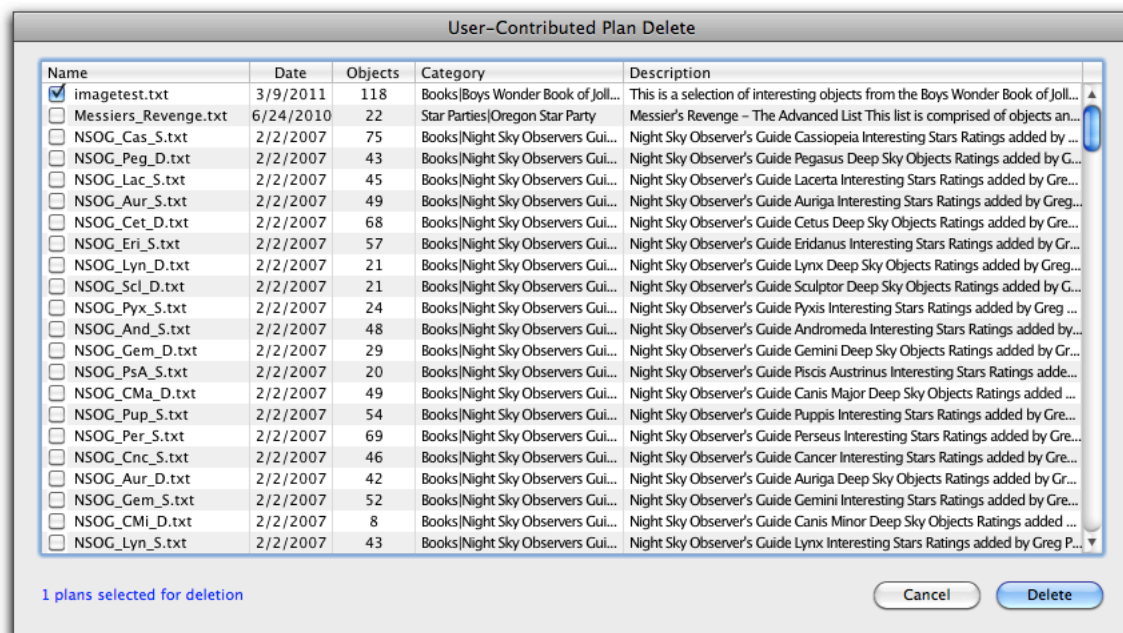 User-Contributed Plan Delete
Name Date Objects Category Description
imagetest.txt 3/9/2011 118 Books|Boys Wonder Book of Joll... This is a selection of interesting objects from the Boys Wonder Book of Joll...
Messiers_Revenge.txt 6/24/2010 22 Star Parties|Oregon Star Party Messier's Revenge – The Advanced List This list is comprised of objects an...
NSOG_Cas_S.txt 2/2/2007 75 Books|Night Sky Observers Gui... Night Sky Observer's Guide Cassiopeia Interesting Stars Ratings added by ...
NSOG_Peg_D.txt 2/2/2007 43 Books|Night Sky Observers Gui... Night Sky Observer's Guide Pegasus Deep Sky Objects Ratings added by G...
NSOG_Lac_S.txt 2/2/2007 45 Books|Night Sky Observers Gui... Night Sky Observer's Guide Lacerta Interesting Stars Ratings added by Gre...
NSOG_Aur_S.txt 2/2/2007 49 Books|Night Sky Observers Gui... Night Sky Observer's Guide Auriga Interesting Stars Ratings added by Greg...
NSOG_Cet_D.txt 2/2/2007 68 Books|Night Sky Observers Gui... Night Sky Observer's Guide Cetus Deep Sky Objects Ratings added by Gre...
NSOG_Eri_S.txt 2/2/2007 57 Books|Night Sky Observers Gui... Night Sky Observer's Guide Eridanus Interesting Stars Ratings added by Gr...
NSOG_Lyn_D.txt 2/2/2007 21 Books|Night Sky Observers Gui... Night Sky Observer's Guide Lynx Deep Sky Objects Ratings added by Greg...
NSOG_Scl_D.txt 2/2/2007 21 Books|Night Sky Observers Gui... Night Sky Observer's Guide Sculptor Deep Sky Objects Ratings added by G...
NSOG_Pyx_S.txt 2/2/2007 24 Books|Night Sky Observers Gui... Night Sky Observer's Guide Pyxis Interesting Stars Ratings added by Greg ...
NSOG_And_S.txt 2/2/2007 48 Books|Night Sky Observers Gui... Night Sky Observer's Guide Andromeda Interesting Stars Ratings added by...
NSOG_Gem_D.txt 2/2/2007 29 Books|Night Sky Observers Gui... Night Sky Observer's Guide Gemini Deep Sky Objects Ratings added by Gr...
NSOG_PsA_S.txt 2/2/2007 20 Books|Night Sky Observers Gui... Night Sky Observer's Guide Piscis Austrinus Interesting Stars Ratings adde...
NSOG_CMa_D.txt 2/2/2007 49 Books|Night Sky Observers Gui... Night Sky Observer's Guide Canis Major Deep Sky Objects Ratings added ...
NSOG_Pup_S.txt 2/2/2007 54 Books|Night Sky Observers Gui... Night Sky Observer's Guide Puppis Interesting Stars Ratings added by Gre...
NSOG_Per_S.txt 2/2/2007 69 Books|Night Sky Observers Gui... Night Sky Observer's Guide Perseus Interesting Stars Ratings added by Gre...
NSOG_Cnc_S.txt 2/2/2007 46 Books|Night Sky Observers Gui... Night Sky Observer's Guide Cancer Interesting Stars Ratings added by Gre...
NSOG_Aur_D.txt 2/2/2007 42 Books|Night Sky Observers Gui... Night Sky Observer's Guide Auriga Deep Sky Objects Ratings added by Gre...
NSOG_Gem_S.txt 2/2/2007 52 Books|Night Sky Observers Gui... Night Sky Observer's Guide Gemini Interesting Stars Ratings added by Gre...
NSOG_CMi_D.txt 2/2/2007 8 Books|Night Sky Observers Gui... Night Sky Observer's Guide Canis Minor Deep Sky Objects Ratings added ...
NSOG_Lyn_S.txt 2/2/2007 43 Books|Night Sky Observers Gui... Night Sky Observer's Guide Lynx Interesting Stars Ratings added by Greg P...
1 plans selected for deletion Cancel Delete